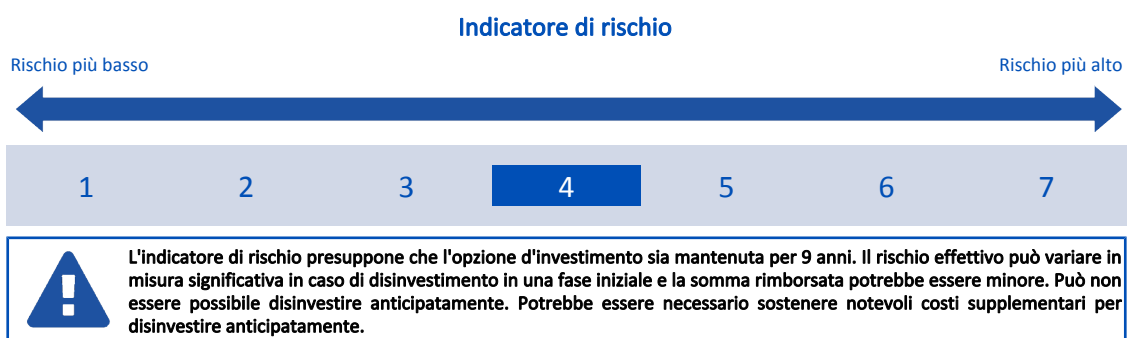 Indicatore di rischio
Rischio più basso
Rischio più alto
1 2 3 4 5 6 7
L'indicatore di rischio presuppone che l'opzione d'investimento sia mantenuta per 9 anni. Il rischio effettivo può variare in
misura significativa in caso di disinvestimento in una fase iniziale e la somma rimborsata potrebbe essere minore. Può non
essere possibile disinvestire anticipatamente. Potrebbe essere necessario sostenere notevoli costi supplementari per
disinvestire anticipatamente.